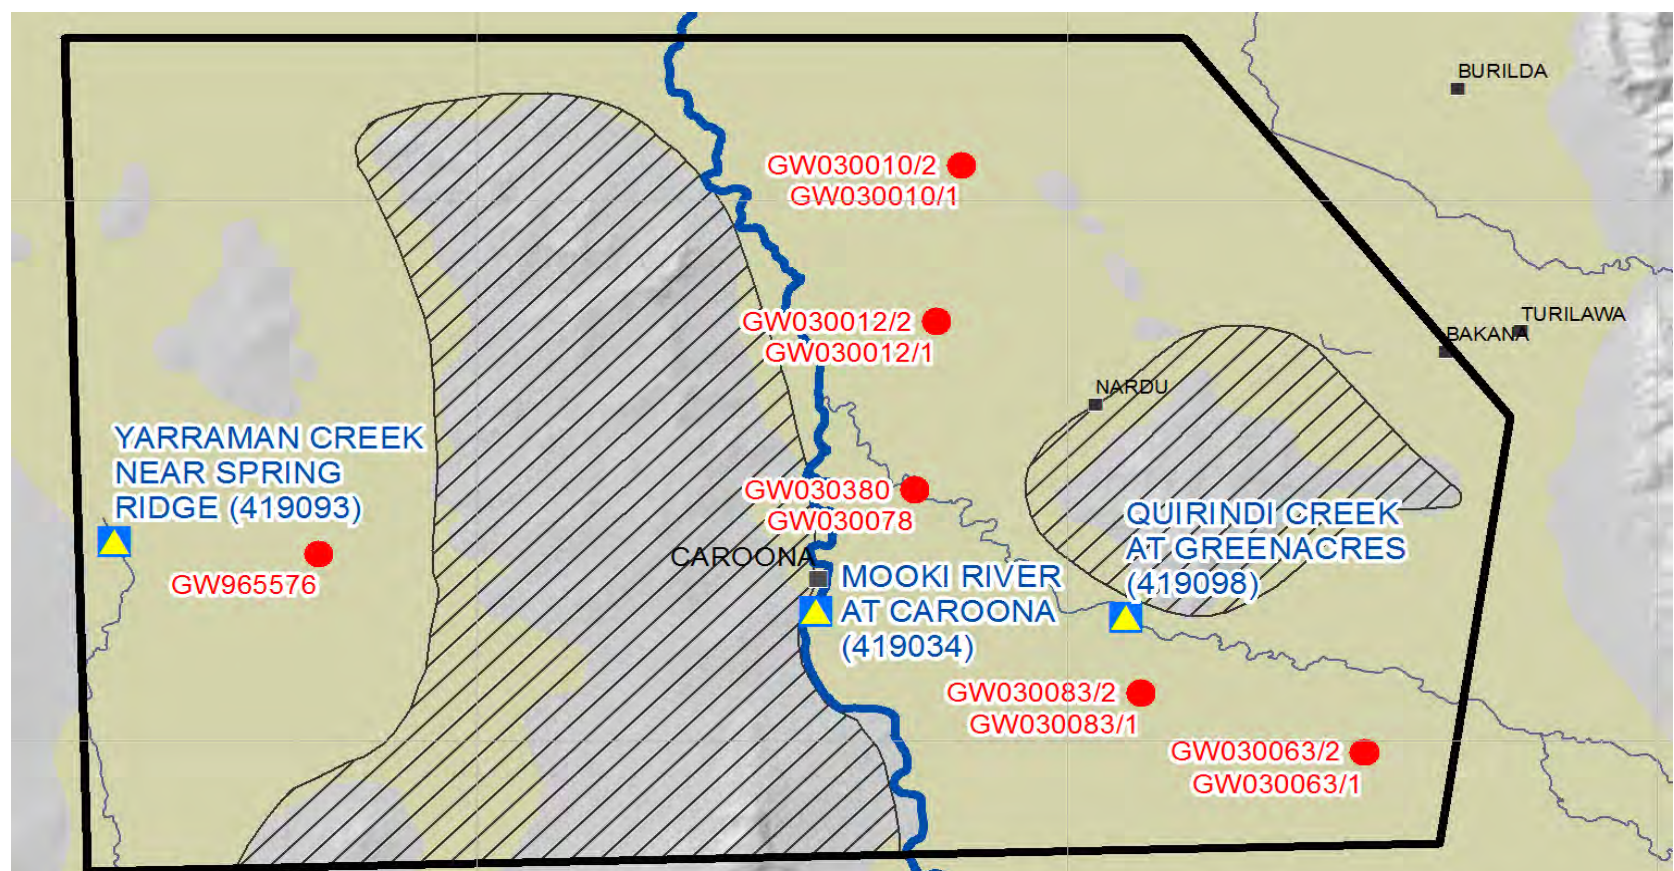 BURILDA
GW030010/2
GW030010/1
TURILAWA
BAKANA
GW030012/2
GW030012/1
NARDU
YARRAMAN CREEK
NEAR SPRING
RIDGE (419093)
GW030380
GW030078
QUIRINDI CREEK
AT GREENACRES
(419098)
GW965576
CAROONA
MOOKI RIVER
AT CAROONA
(419034)
GW030083/2
GW030083/1
GW030063/2
GW030063/1